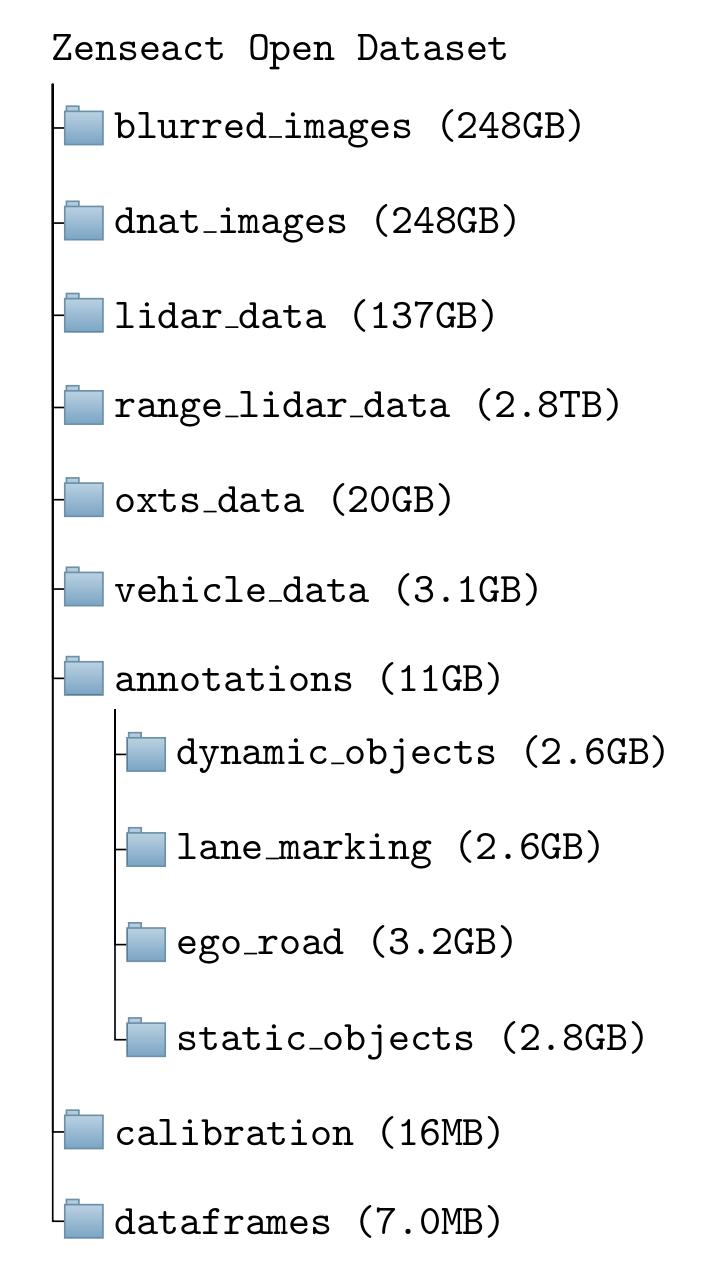 Zenseact Open Dataset
blurred_images (248GB)
dnat_images (248GB)
lidar_data (137GB)
range_lidar_data (2.8TB)
oxts_data (20GB)
vehicle_data (3.1GB)
annotations (11GB)
dynamic_objects (2.6GB)
lane_marking (2.6GB)
ego_road (3.2GB)
static_objects (2.8GB)
calibration (16MB)
dataframes (7.0MB)